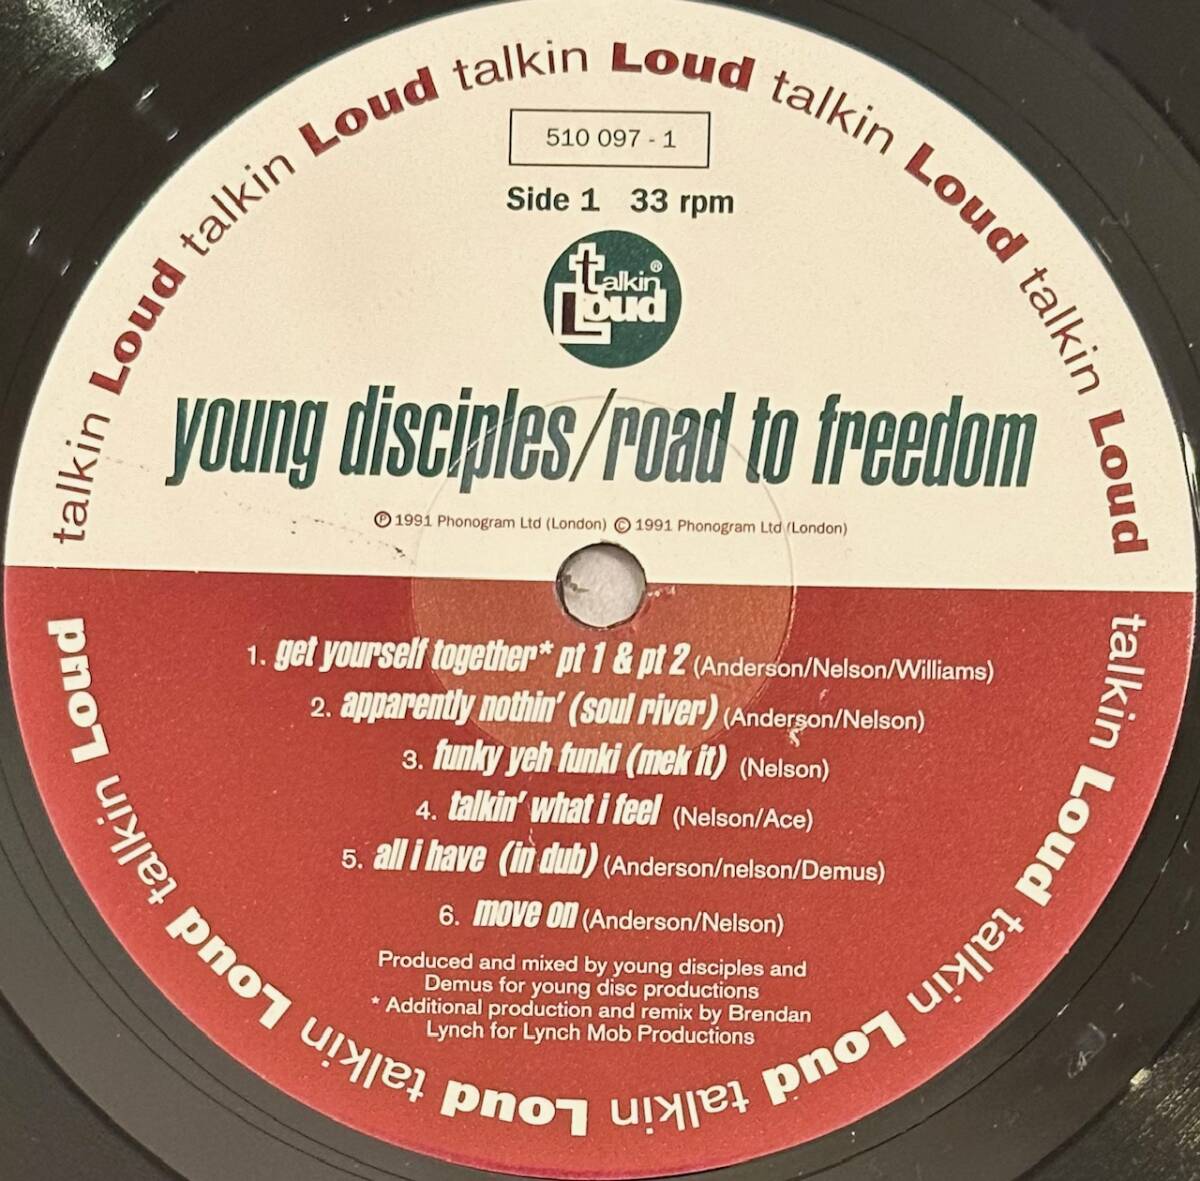 talkin Loud talkin Loud talkin Loud talkin Loud talkin Loud talkin Loud
510 097 - 1
Side 1 33 rpm
talkin®
Loud
young disciples/road to freedom
℗ 1991 Phonogram Ltd (London) © 1991 Phonogram Ltd (London)
1. get yourself together* pt 1 & pt 2 (Anderson/Nelson/Williams)
2. apparently nothin' (soul river) (Anderson/Nelson)
3. funky yeh funki (mek it) (Nelson)
4. talkin' what i feel (Nelson/Ace)
5. all i have (in dub) (Anderson/nelson/Demus)
6. move on (Anderson/Nelson)
Produced and mixed by young disciples and
Demus for young disc productions
* Additional production and remix by Brendan
Lynch for Lynch Mob Productions
talkin Loud talkin Loud talkin Loud talkin Loud talkin Loud talkin Loud